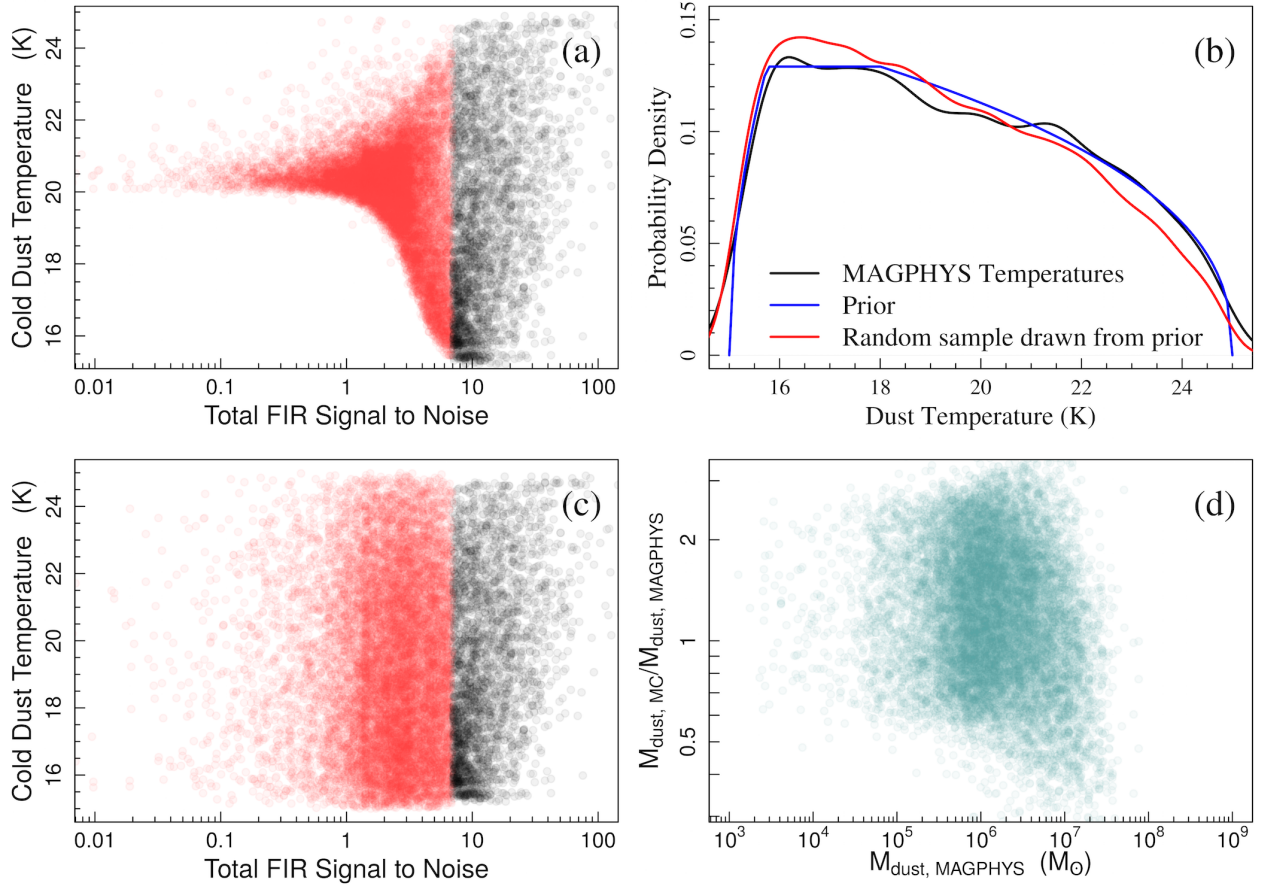 (a)
Cold Dust Temperature (K)
16 18 20 22 24
0.01 0.1 1 10 100
Total FIR Signal to Noise
(b)
Probability Density
0 0.05 0.1 0.15
MAGPHYS Temperatures
Prior
Random sample drawn from prior
16 18 20 22 24
Dust Temperature (K)
(c)
Cold Dust Temperature (K)
16 18 20 22 24
0.01 0.1 1 10 100
Total FIR Signal to Noise
(d)
M_dust, MC/M_dust, MAGPHYS
0.5 1 2
10^3 10^4 10^5 10^6 10^7 10^8 10^9
M_dust, MAGPHYS (M_⊙)